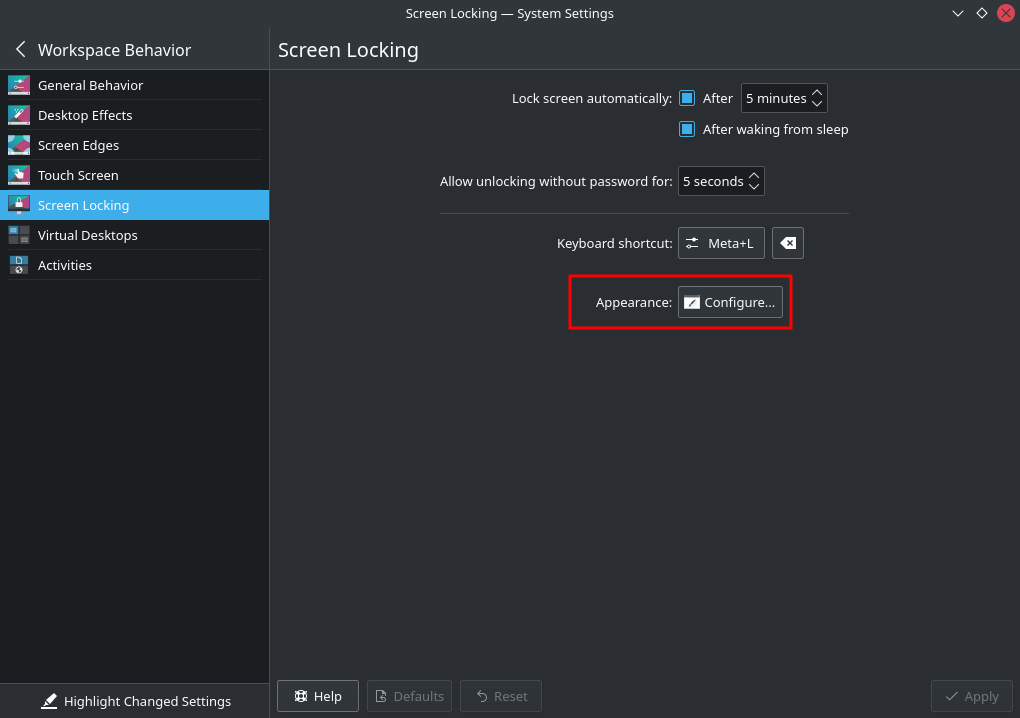 Screen Locking — System Settings
Workspace Behavior
General Behavior
Desktop Effects
Screen Edges
Touch Screen
Screen Locking
Virtual Desktops
Activities
Highlight Changed Settings
Screen Locking
Lock screen automatically: After 5 minutes
After waking from sleep
Allow unlocking without password for: 5 seconds
Keyboard shortcut: Meta+L
Appearance: Configure...
Help Defaults Reset Apply